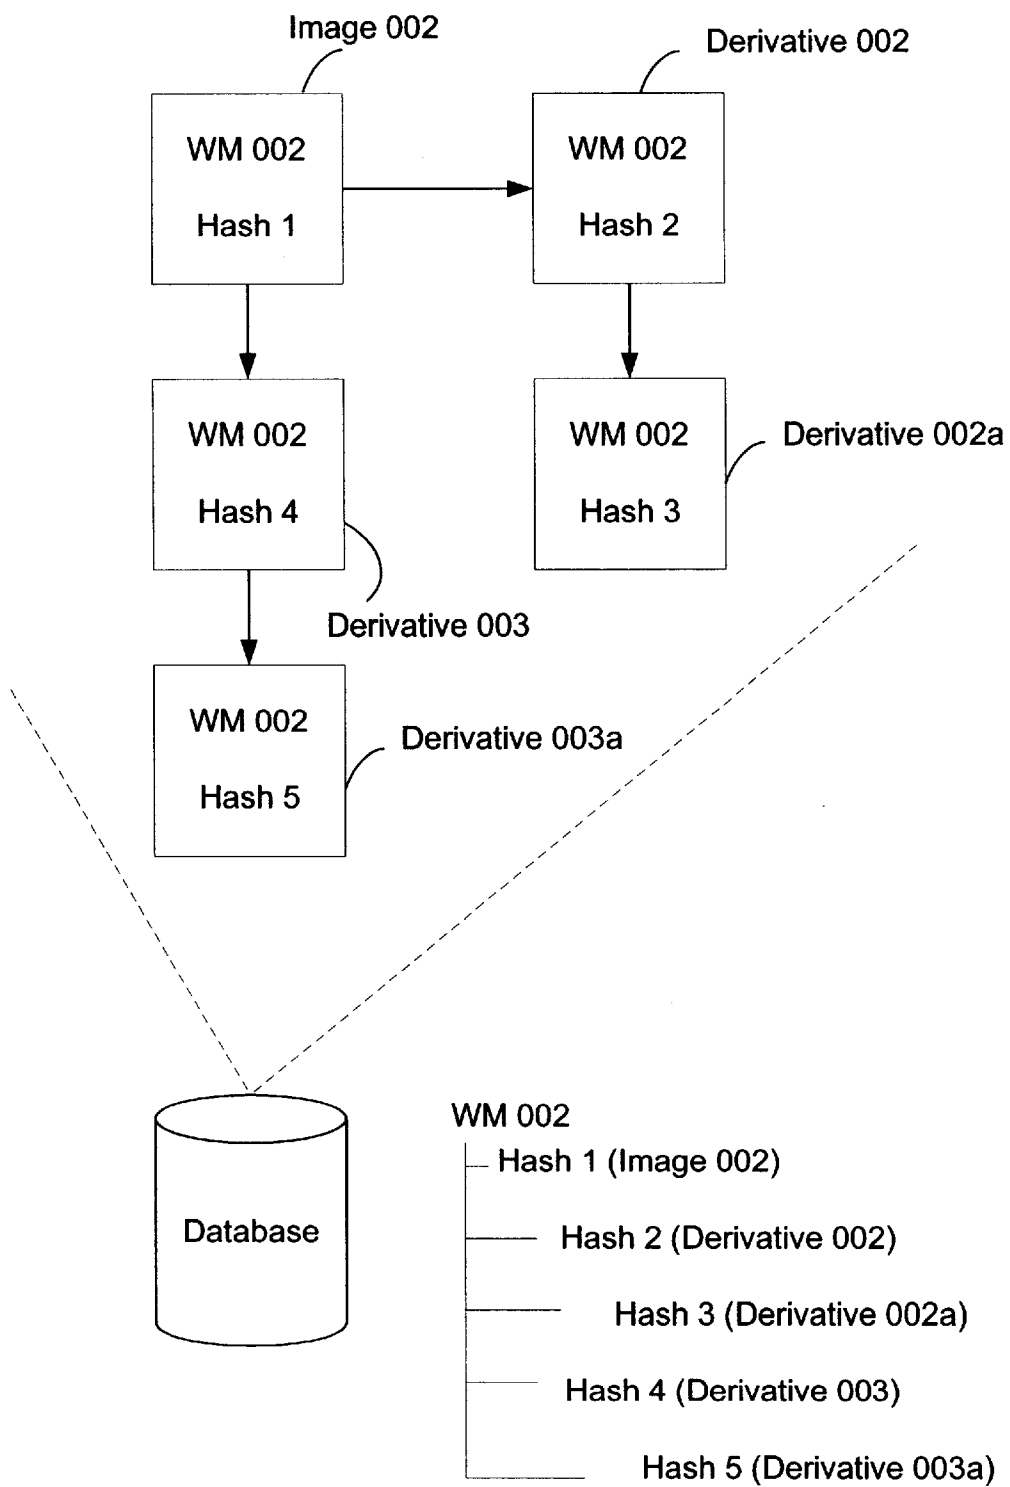 Image 002
Derivative 002
WM 002
Hash 1
WM 002
Hash 2
WM 002
Hash 4
WM 002
Hash 3
Derivative 002a
Derivative 003
WM 002
Hash 5
Derivative 003a
Database
WM 002
Hash 1 (Image 002)
Hash 2 (Derivative 002)
Hash 3 (Derivative 002a)
Hash 4 (Derivative 003)
Hash 5 (Derivative 003a)